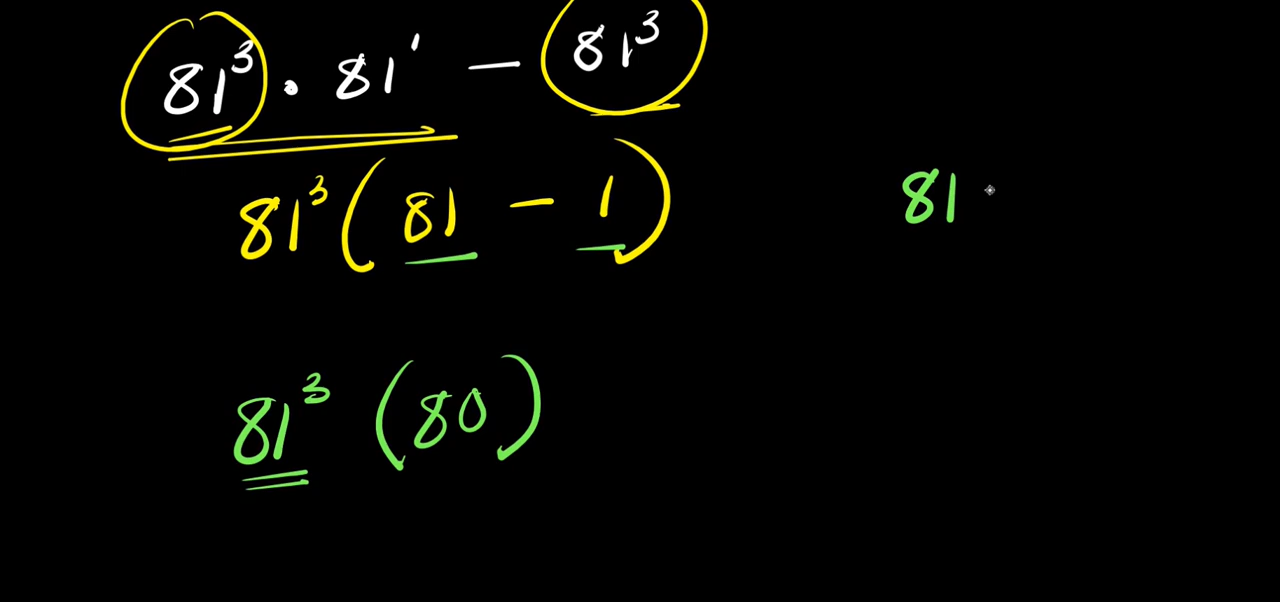 81³ · 81¹ – 81³
81³ (81 – 1)
81 ·
81³ (80)